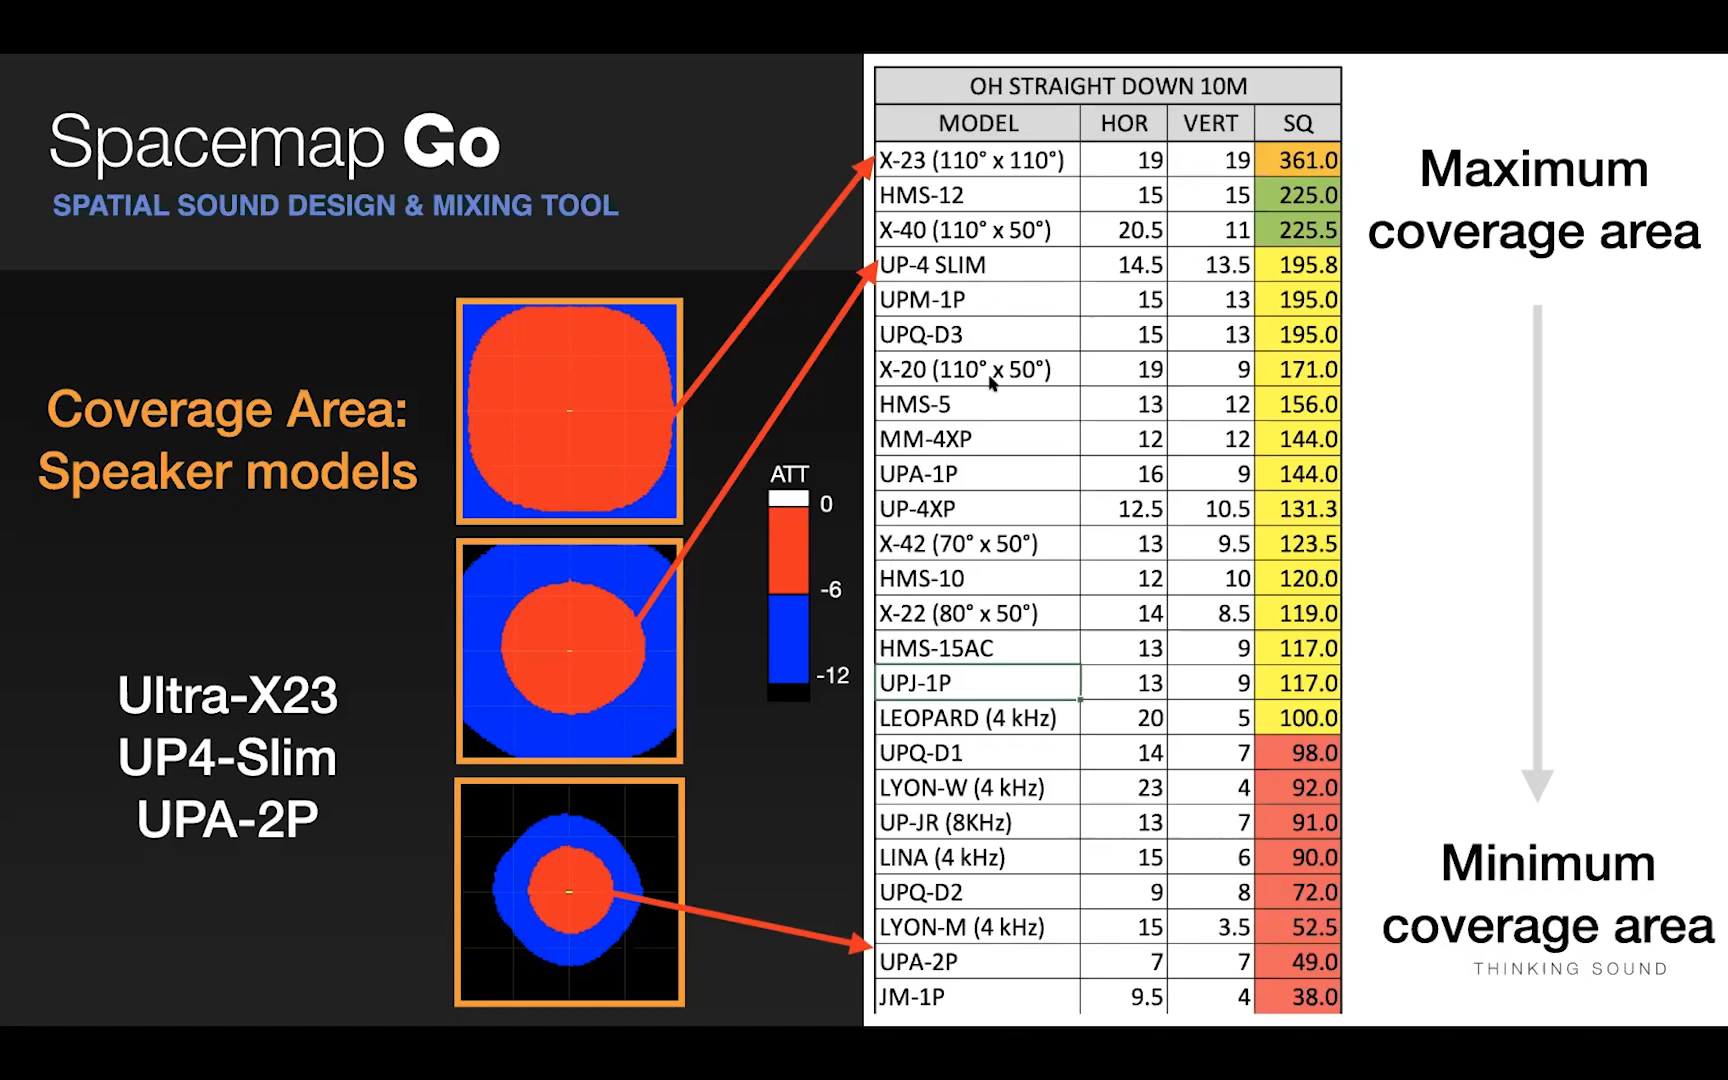 Spacemap Go
SPATIAL SOUND DESIGN & MIXING TOOL
Coverage Area:
Speaker models
Ultra-X23
UP4-Slim
UPA-2P
ATT
0
-6
-12
OH STRAIGHT DOWN 10M
MODEL HOR VERT SQ
X-23 (110° x 110°) 19 19 361.0
HMS-12 15 15 225.0
X-40 (110° x 50°) 20.5 11 225.5
UP-4 SLIM 14.5 13.5 195.8
UPM-1P 15 13 195.0
UPQ-D3 15 13 195.0
X-20 (110° x 50°) 19 9 171.0
HMS-5 13 12 156.0
MM-4XP 12 12 144.0
UPA-1P 16 9 144.0
UP-4XP 12.5 10.5 131.3
X-42 (70° x 50°) 13 9.5 123.5
HMS-10 12 10 120.0
X-22 (80° x 50°) 14 8.5 119.0
HMS-15AC 13 9 117.0
UPJ-1P 13 9 117.0
LEOPARD (4 kHz) 20 5 100.0
UPQ-D1 14 7 98.0
LYON-W (4 kHz) 23 4 92.0
UP-JR (8KHz) 13 7 91.0
LINA (4 kHz) 15 6 90.0
UPQ-D2 9 8 72.0
LYON-M (4 kHz) 15 3.5 52.5
UPA-2P 7 7 49.0
JM-1P 9.5 4 38.0
Maximum
coverage area
Minimum
coverage area
THINKING SOUND